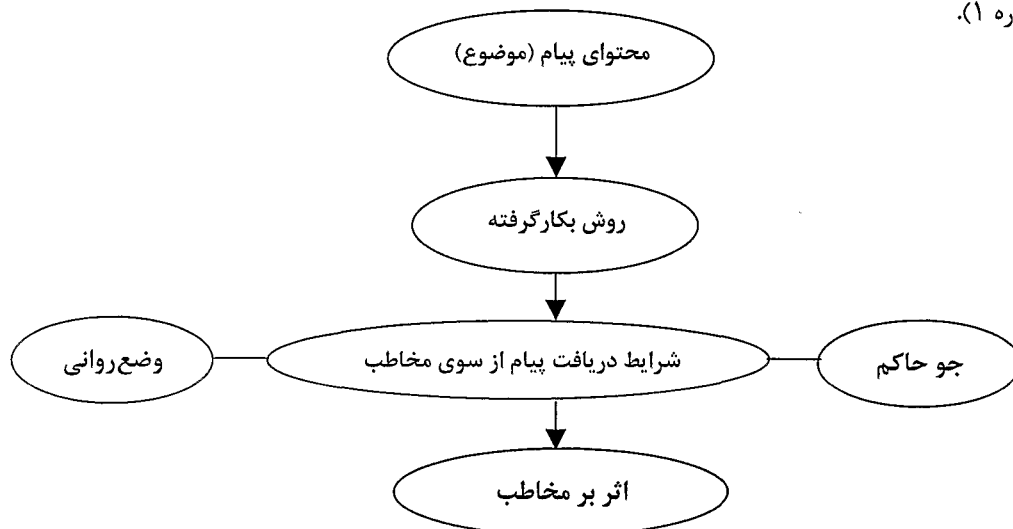 ره ۱).
محتوای پیام (موضوع)
روش بکارگرفته
جو حاکم
شرایط دریافت پیام از سوی مخاطب
وضع‌روانی
اثر بر مخاطب